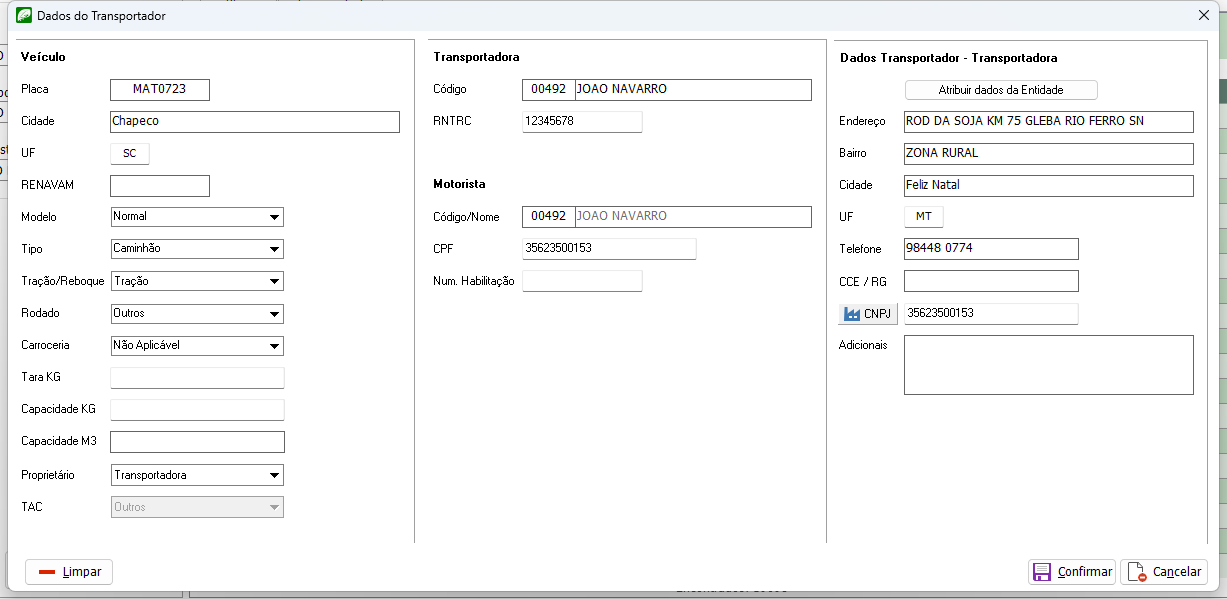 Dados do Transportador
Veículo
Placa MAT0723
Cidade Chapeco
UF SC
RENAVAM
Modelo Normal
Tipo Caminhão
Tração/Reboque Tração
Rodado Outros
Carroceria Não Aplicável
Tara KG
Capacidade KG
Capacidade M3
Proprietário Transportadora
TAC Outros
Transportadora
Código 00492 JOAO NAVARRO
RNTRC 12345678
Motorista
Código/Nome 00492 JOAO NAVARRO
CPF 35623500153
Num. Habilitação
Dados Transportador - Transportadora
Atribuir dados da Entidade
Endereço ROD DA SOJA KM 75 GLEBA RIO FERRO SN
Bairro ZONA RURAL
Cidade Feliz Natal
UF MT
Telefone 98448 0774
CCE / RG
CNPJ 35623500153
Adicionais
Limpar
Confirmar
Cancelar